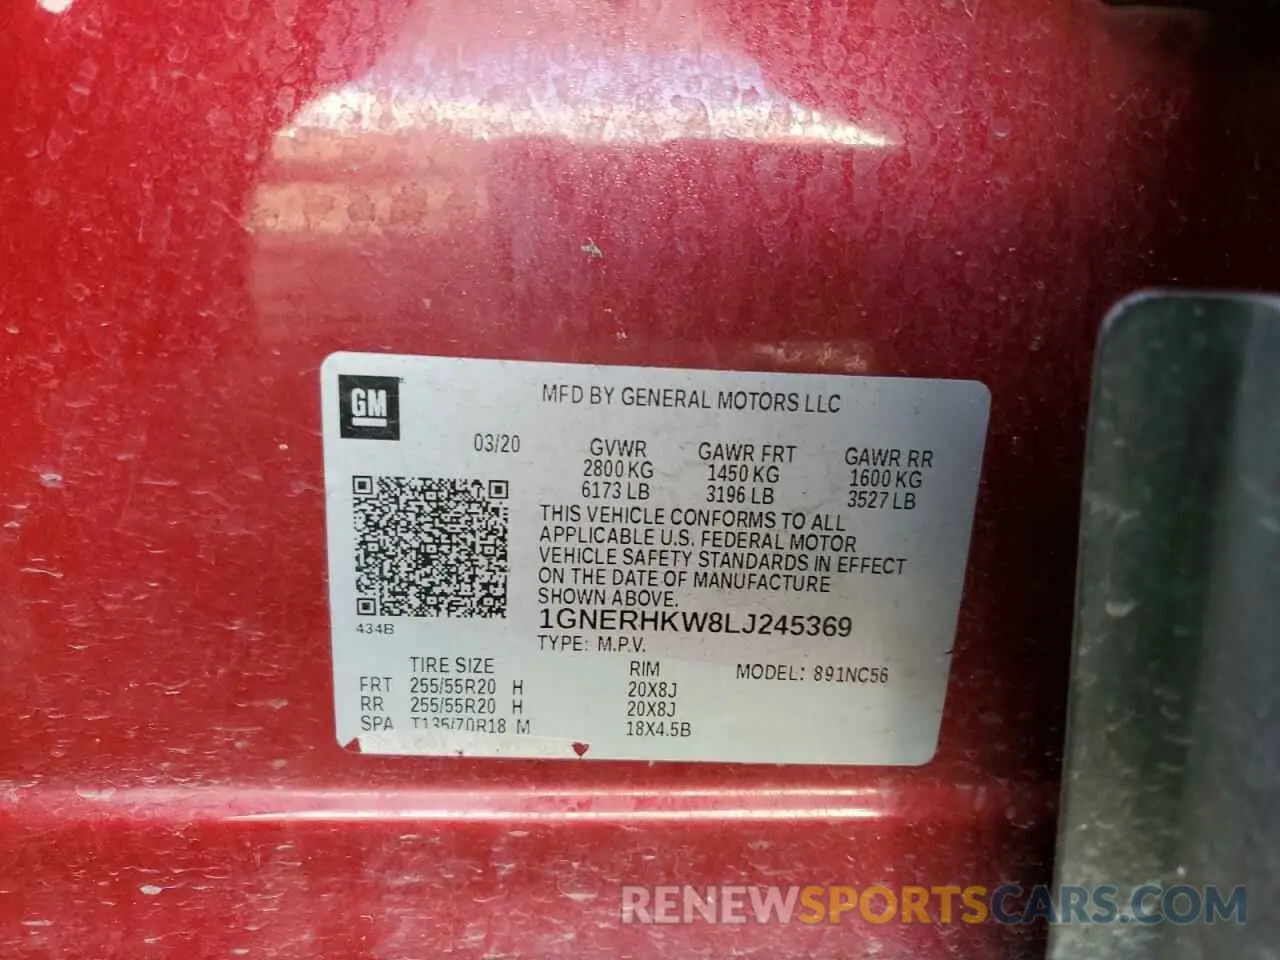 GM
MFD BY GENERAL MOTORS LLC
03/20 GVWR GAWR FRT GAWR RR
2800 KG 1450 KG 1600 KG
6173 LB 3196 LB 3527 LB
THIS VEHICLE CONFORMS TO ALL
APPLICABLE U.S. FEDERAL MOTOR
VEHICLE SAFETY STANDARDS IN EFFECT
ON THE DATE OF MANUFACTURE
SHOWN ABOVE.
434B
1GNERHKW8LJ245369
TYPE: M.P.V.
TIRE SIZE RIM MODEL: 891NC56
FRT 255/55R20 H 20X8J
RR 255/55R20 H 20X8J
SPA T135/70R18 M 18X4.5B
RENEWSPORTSCARS.COM